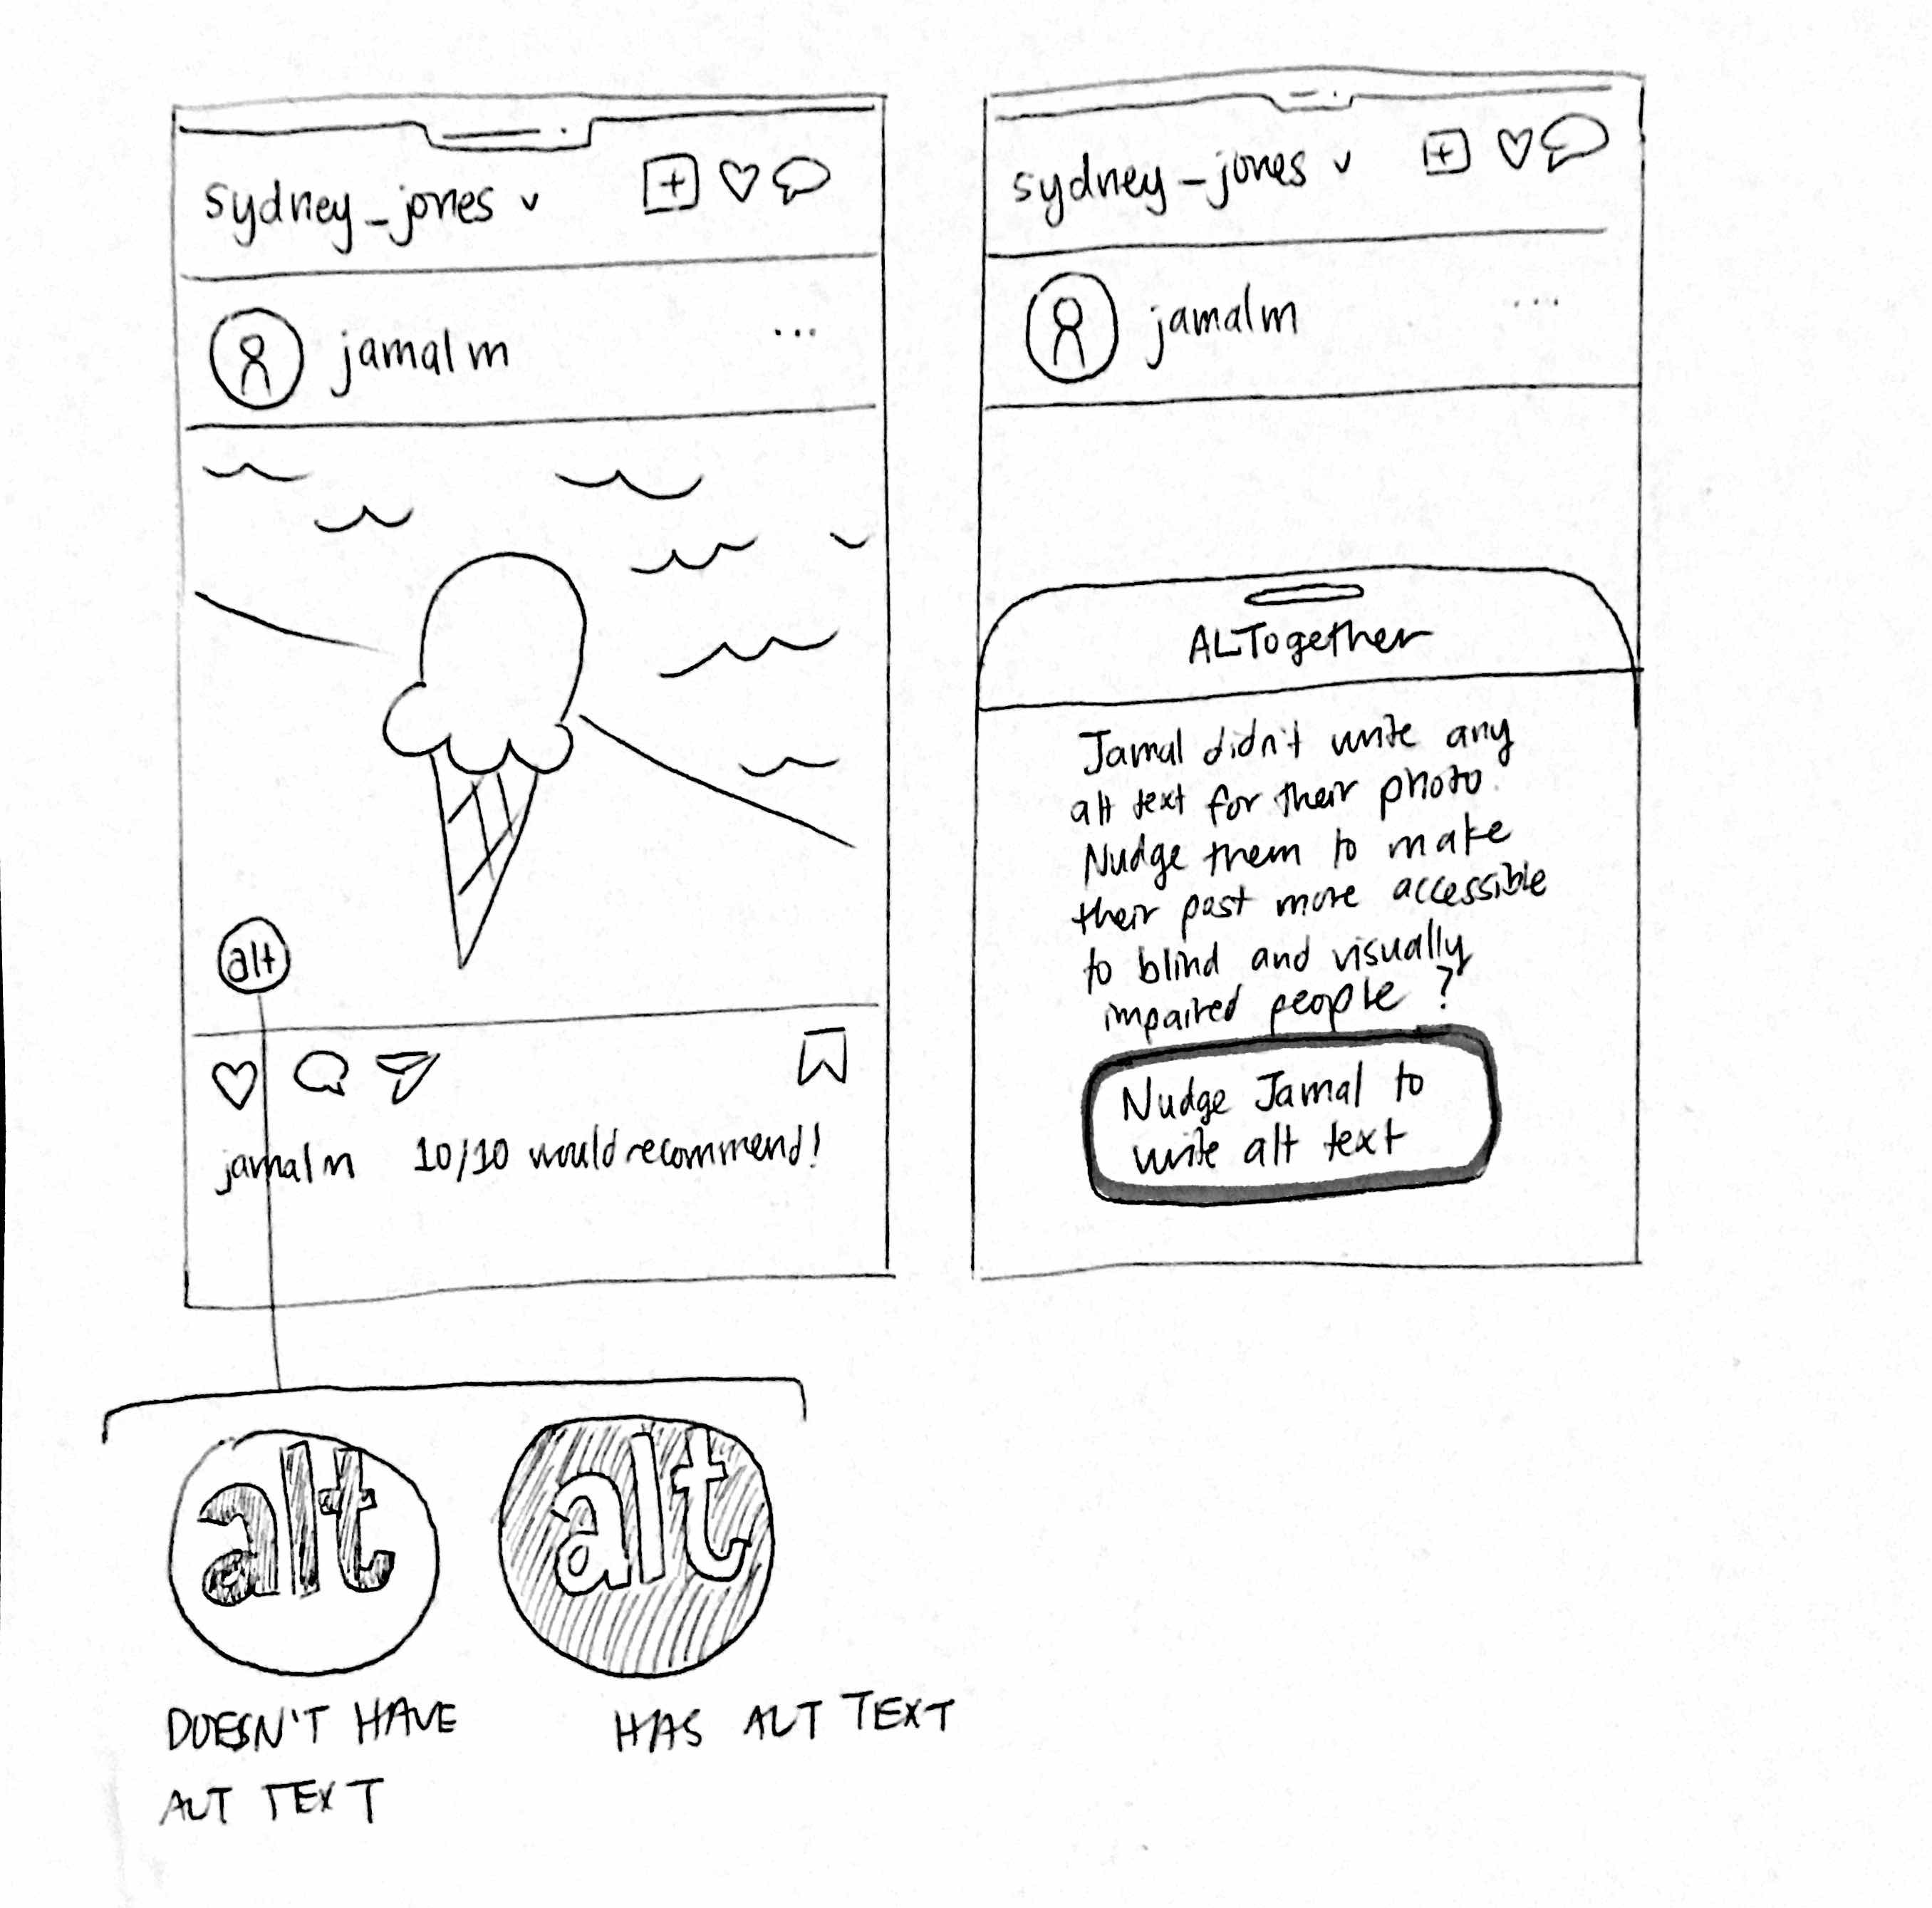 sydney_jones
jamalm
...
alt
jamalm 10/10 would recommend!
sydney_jones
jamalm
...
ALTogether
Jamal didn't write any
alt text for their photo.
Nudge them to make
their post more accessible
to blind and visually
impaired people?
Nudge Jamal to
write alt text
alt
alt
DOESN'T HAVE
ALT TEXT
HAS ALT TEXT